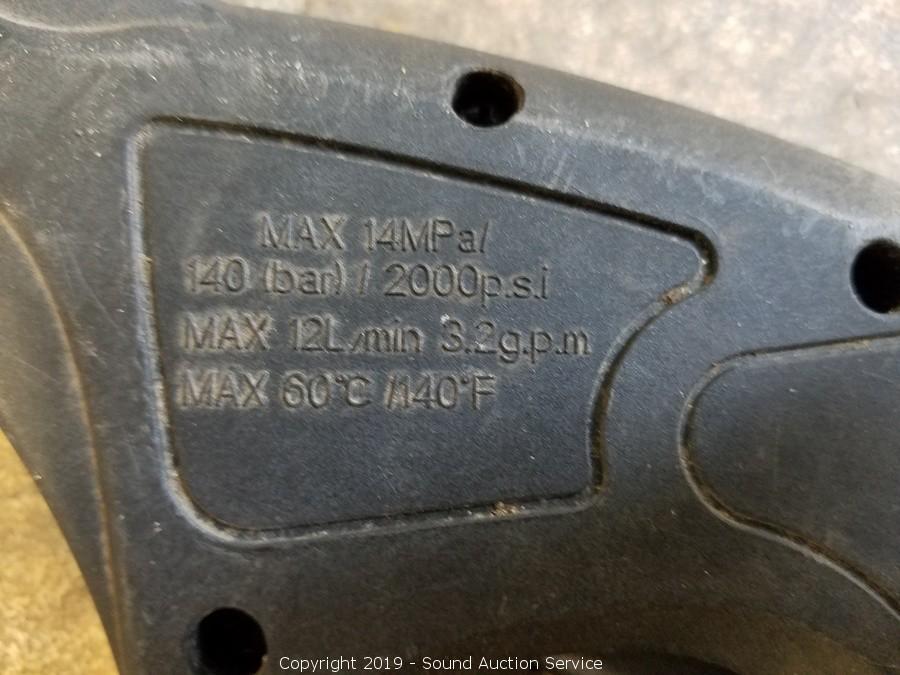 MAX 14MPa/
140 (bar) / 2000p.s.i
MAX 12L/min 3.2g.p.m
MAX 60°C /140°F
Copyright 2019 - Sound Auction Service